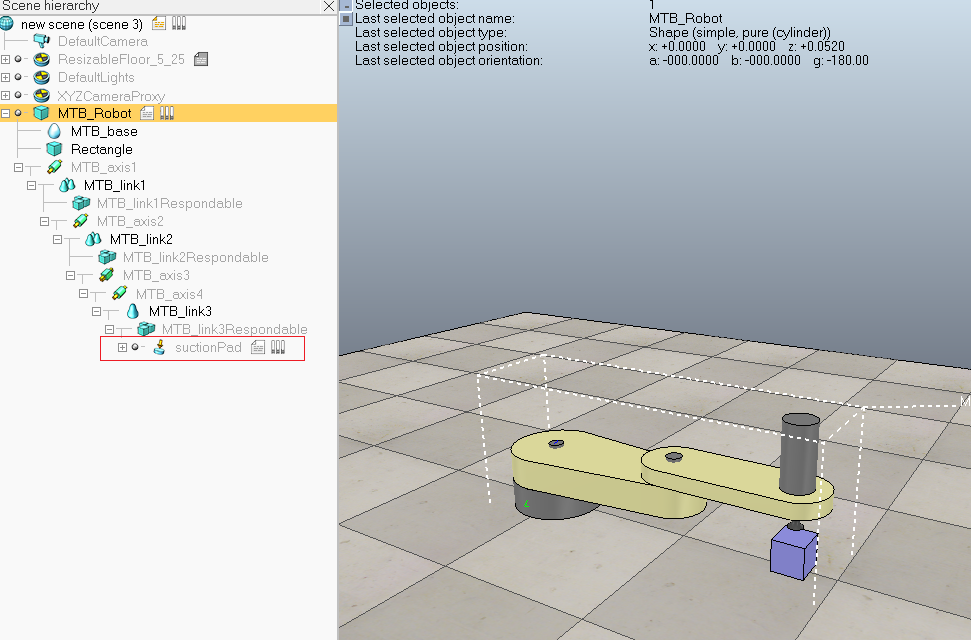 Scene hierarchy
new scene (scene 3)
DefaultCamera
ResizableFloor_5_25
DefaultLights
XYZCameraProxy
MTB_Robot
MTB_base
Rectangle
MTB_axis1
MTB_link1
MTB_link1Respondable
MTB_axis2
MTB_link2
MTB_link2Respondable
MTB_axis3
MTB_axis4
MTB_link3
MTB_link3Respondable
suctionPad
Selected objects: 1
Last selected object name: MTB_Robot
Last selected object type: Shape (simple, pure (cylinder))
Last selected object position: x: +0.0000 y: +0.0000 z: +0.0520
Last selected object orientation: a: -000.0000 b: -000.0000 g: -180.00
M